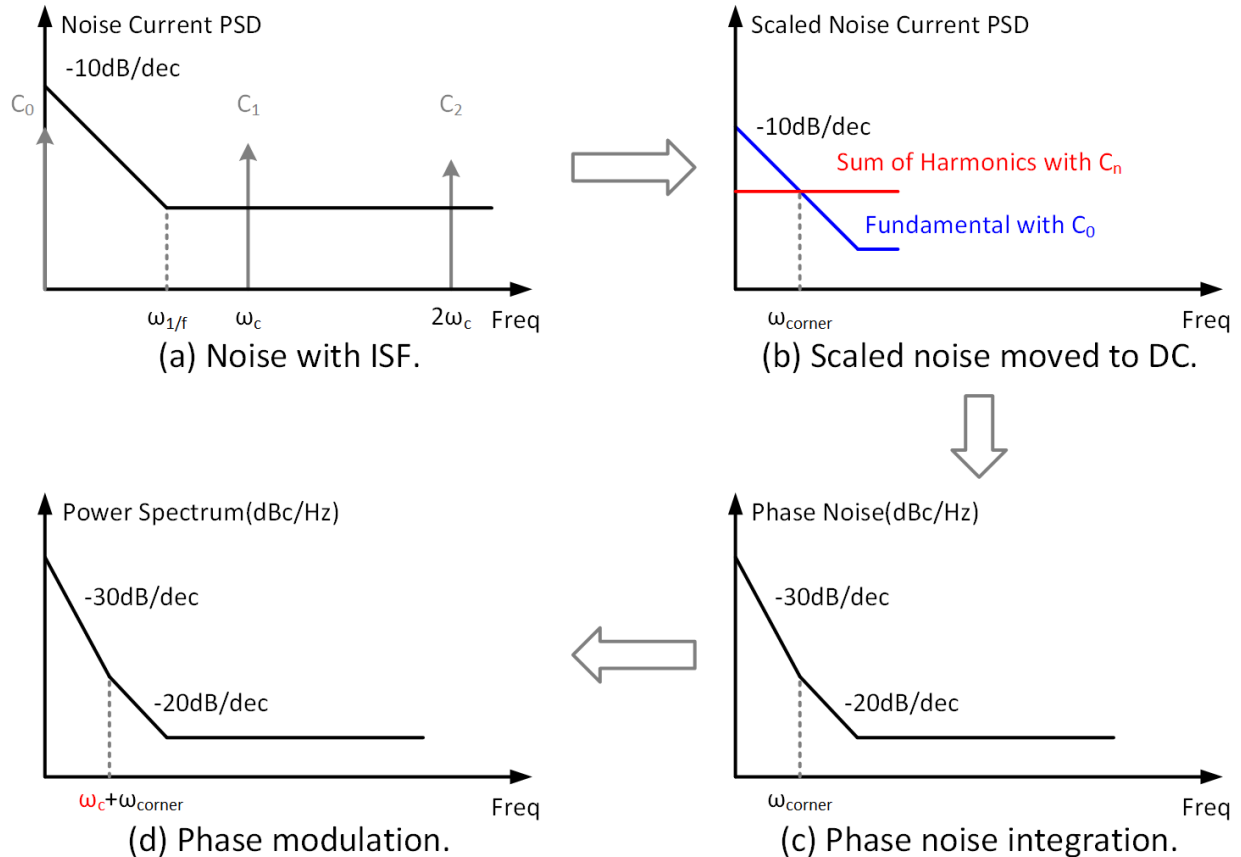 Noise Current PSD
-10dB/dec
C₀
C₁
C₂
ω₁/f
ωc
2ωc
Freq
(a) Noise with ISF.
Scaled Noise Current PSD
-10dB/dec
Sum of Harmonics with Cₙ
Fundamental with C₀
ωcorner
Freq
(b) Scaled noise moved to DC.
Power Spectrum(dBc/Hz)
-30dB/dec
-20dB/dec
ωc+ωcorner
Freq
(d) Phase modulation.
Phase Noise(dBc/Hz)
-30dB/dec
-20dB/dec
ωcorner
Freq
(c) Phase noise integration.